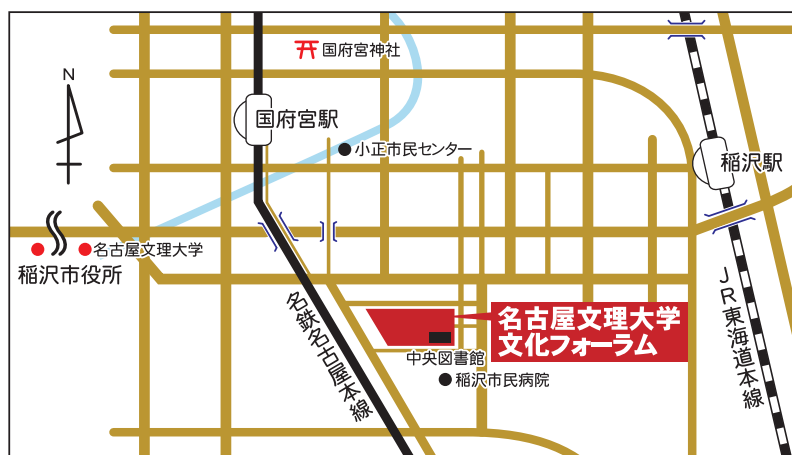 国府宮神社
N
国府宮駅
小正市民センター
稲沢駅
名古屋文理大学
稲沢市役所
名鉄名古屋本線
JR東海道本線
名古屋文理大学
文化フォーラム
中央図書館
稲沢市民病院